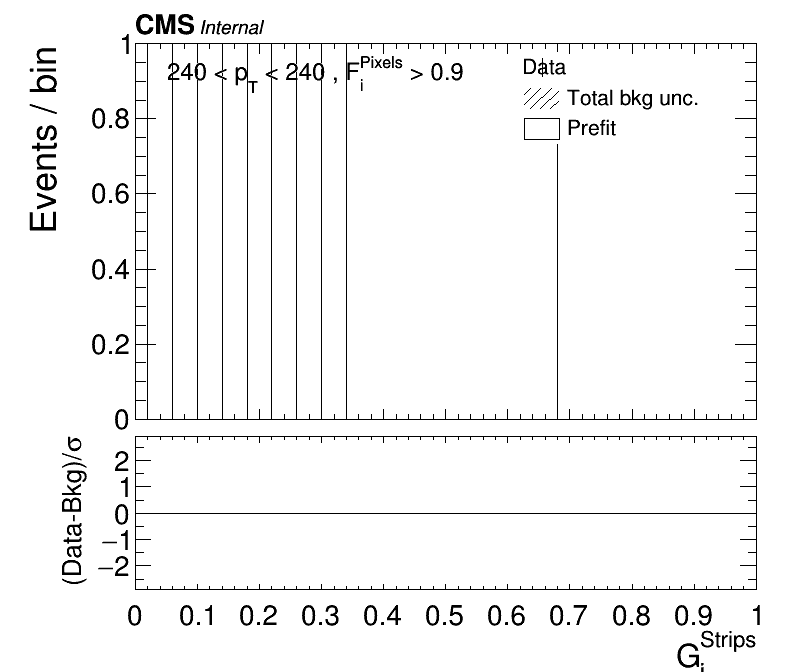 CMS Internal
240 < p_T < 240 , F_i^Pixels > 0.9
Data
Total bkg unc.
Prefit
Events / bin
1
0.8
0.6
0.4
0.2
0
(Data-Bkg)/σ
2
1
0
−1
−2
0 0.1 0.2 0.3 0.4 0.5 0.6 0.7 0.8 0.9 1
G_i^Strips